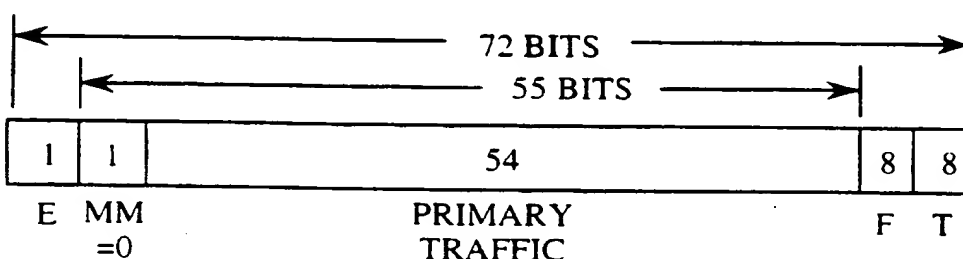 72 BITS
55 BITS
1 1 54 8 8
E MM PRIMARY F T
=0 TRAFFIC